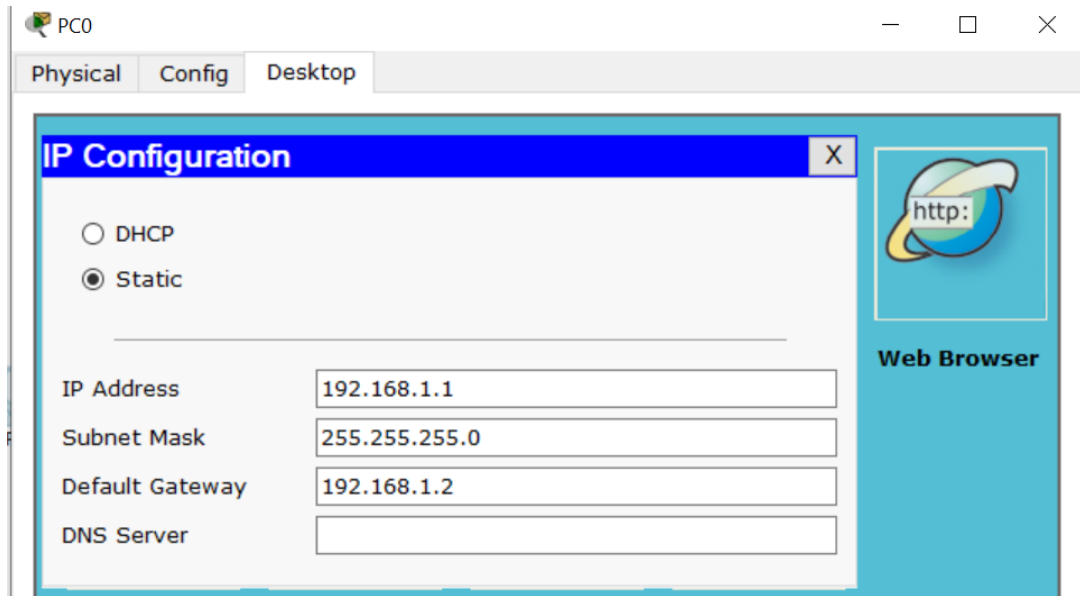 PC0
Physical Config Desktop
IP Configuration X
http:
DHCP
Static
Web Browser
IP Address 192.168.1.1
Subnet Mask 255.255.255.0
Default Gateway 192.168.1.2
DNS Server